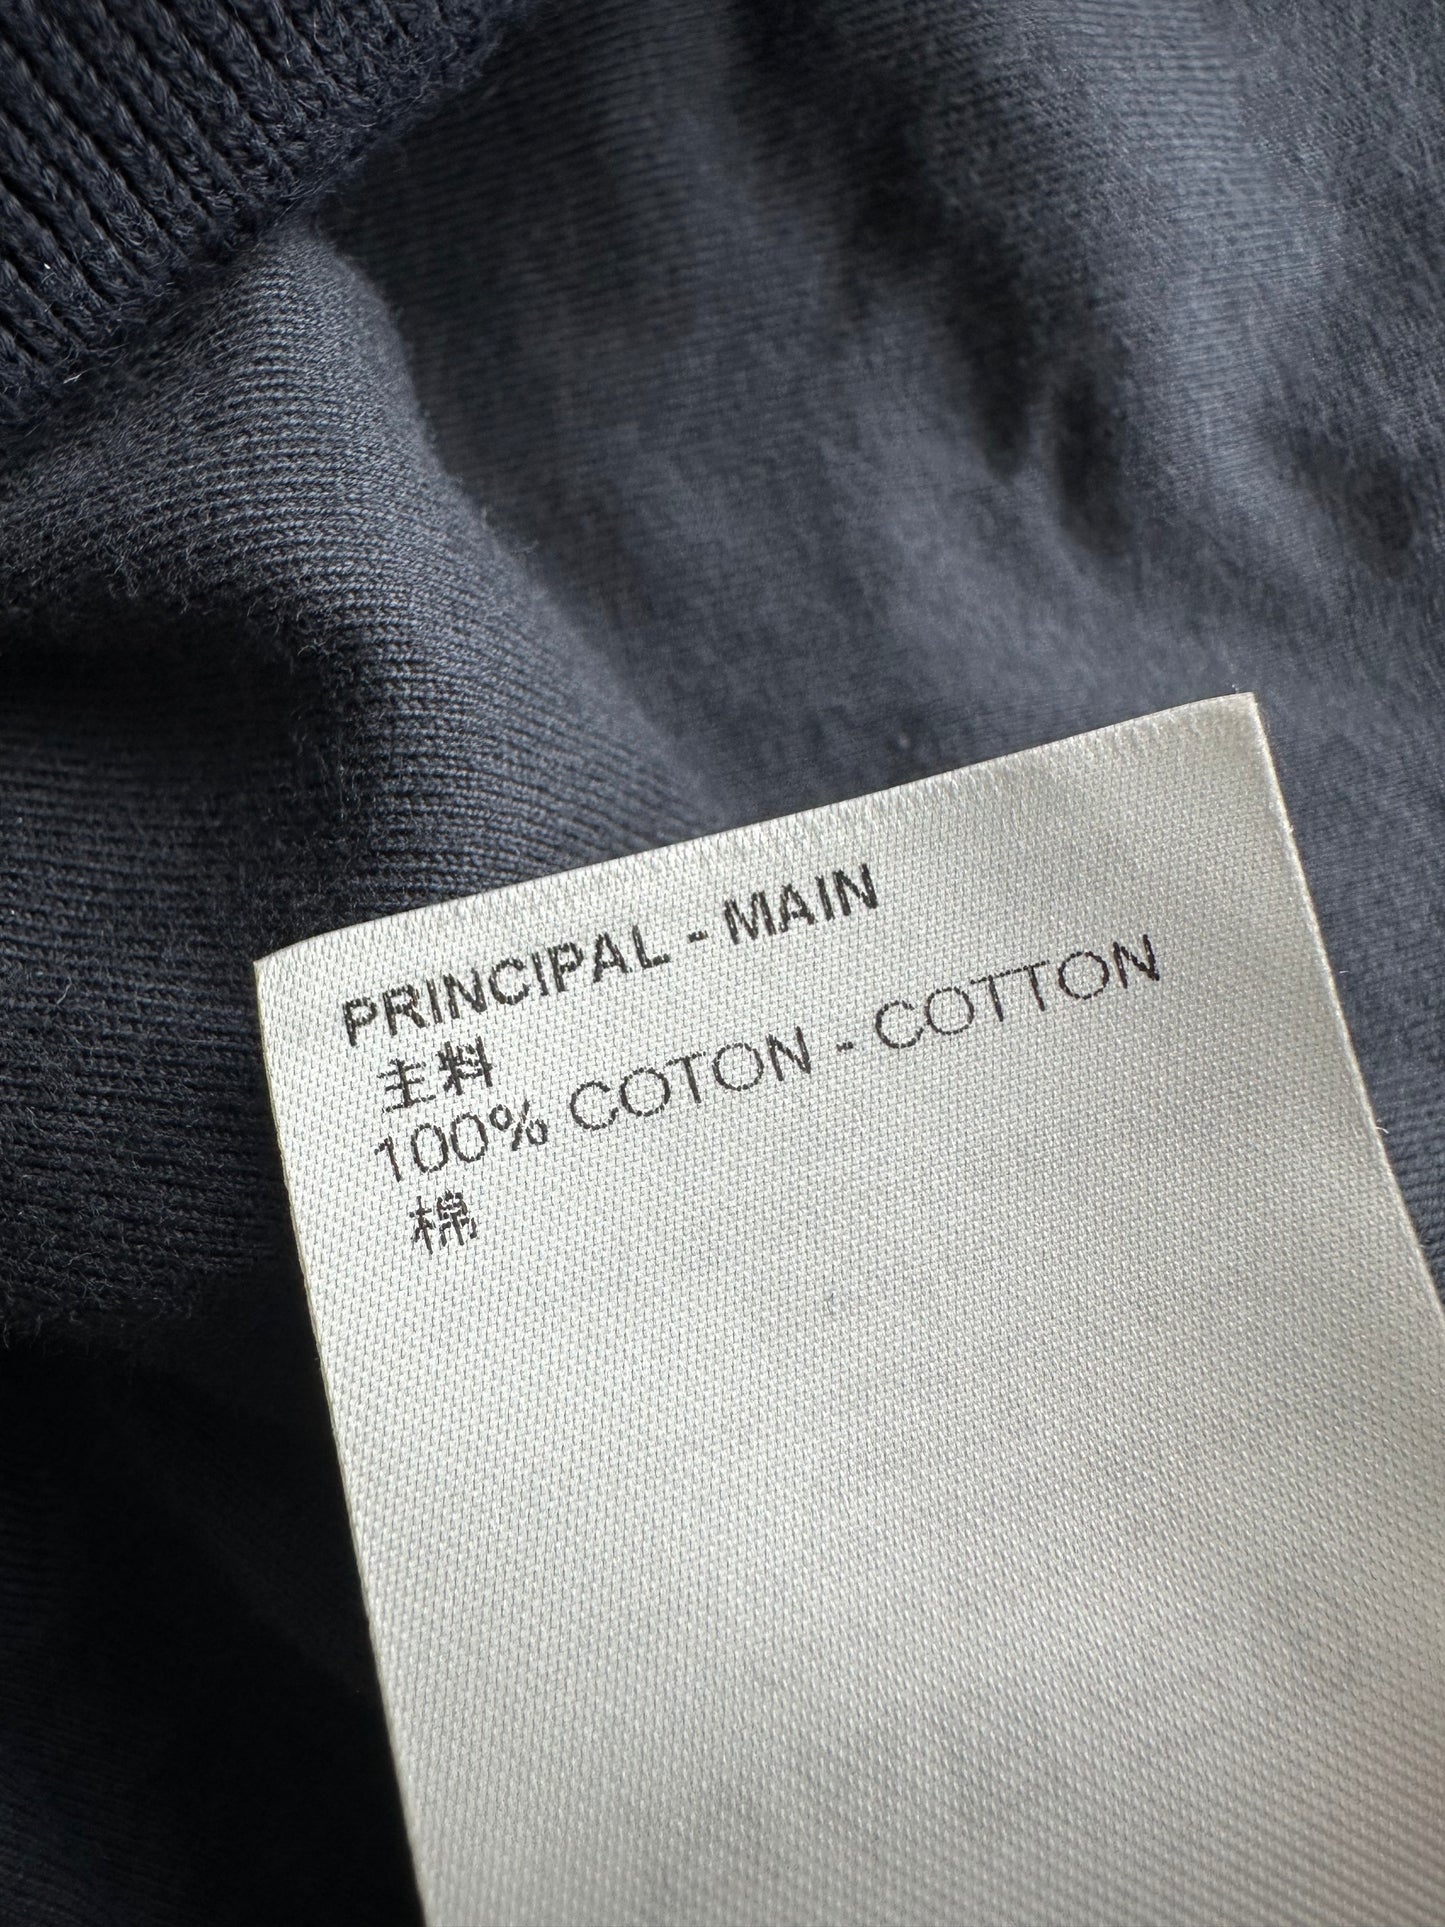 PRINCIPAL - MAIN
主料
100% COTON - COTTON
棉